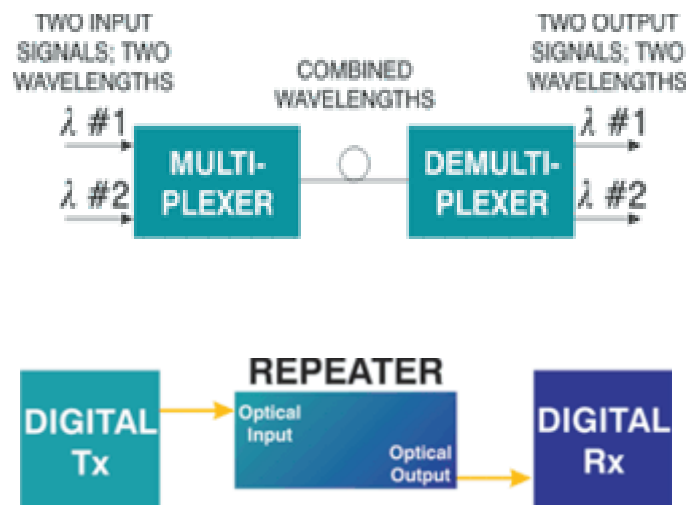 TWO INPUT
SIGNALS; TWO
WAVELENGTHS
λ #1
λ #2
MULTI-
PLEXER
COMBINED
WAVELENGTHS
DEMULTI-
PLEXER
TWO OUTPUT
SIGNALS; TWO
WAVELENGTHS
λ #1
λ #2
DIGITAL
Tx
REPEATER
Optical
Input
Optical
Output
DIGITAL
Rx